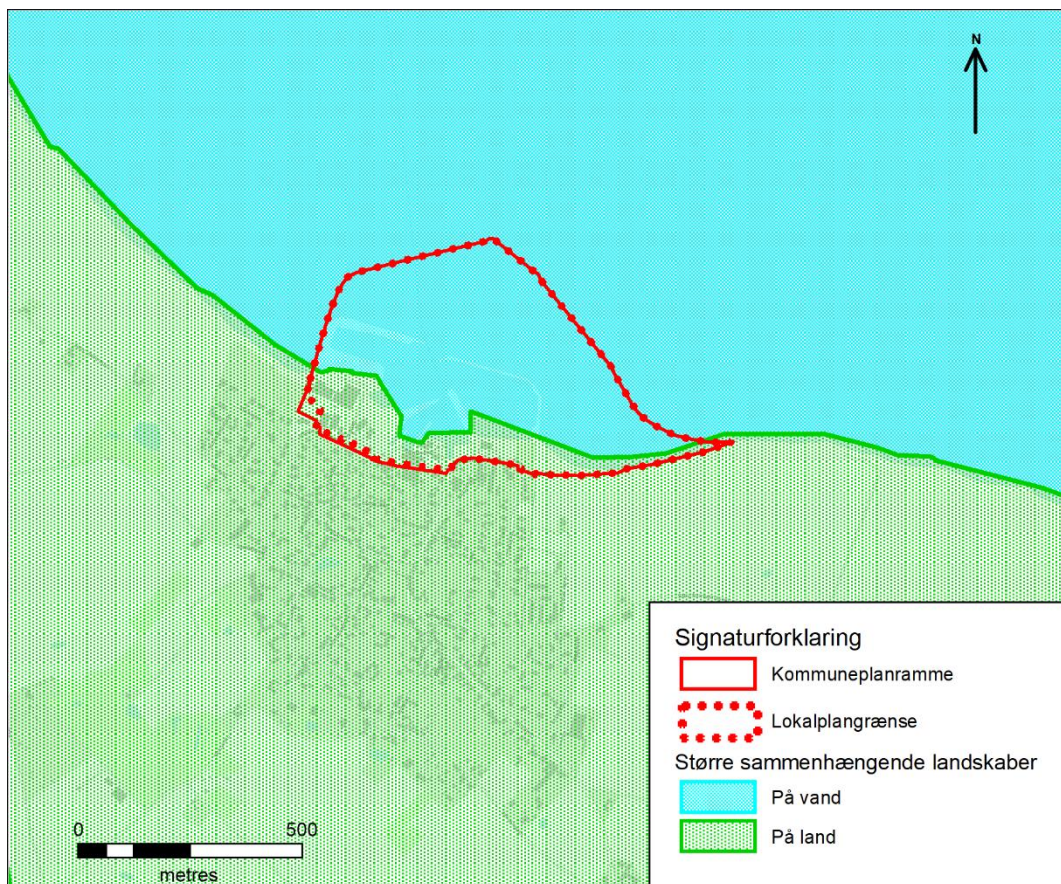 N
Signaturforklaring
Kommuneplanramme
Lokalplangrænse
Større sammenhængende landskaber
På vand
På land
0 500
metres